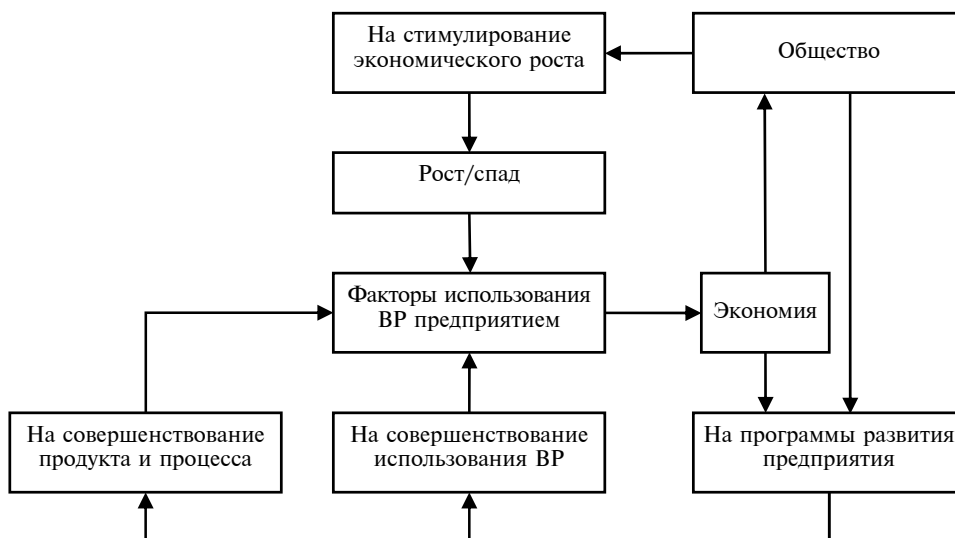 На стимулирование
экономического роста
Общество
Рост/спад
Факторы использования
ВР предприятием
Экономия
На совершенствование
продукта и процесса
На совершенствование
использования ВР
На программы развития
предприятия